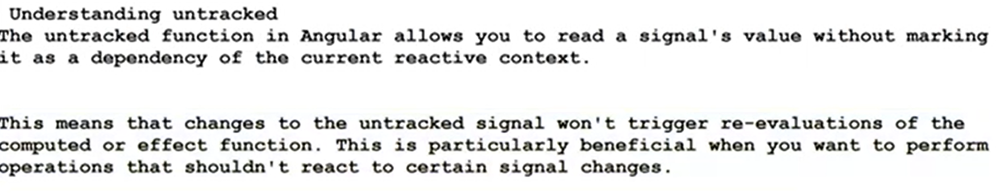 Understanding untracked
The untracked function in Angular allows you to read a signal's value without marking
it as a dependency of the current reactive context.
This means that changes to the untracked signal won't trigger re-evaluations of the
computed or effect function. This is particularly beneficial when you want to perform
operations that shouldn't react to certain signal changes.